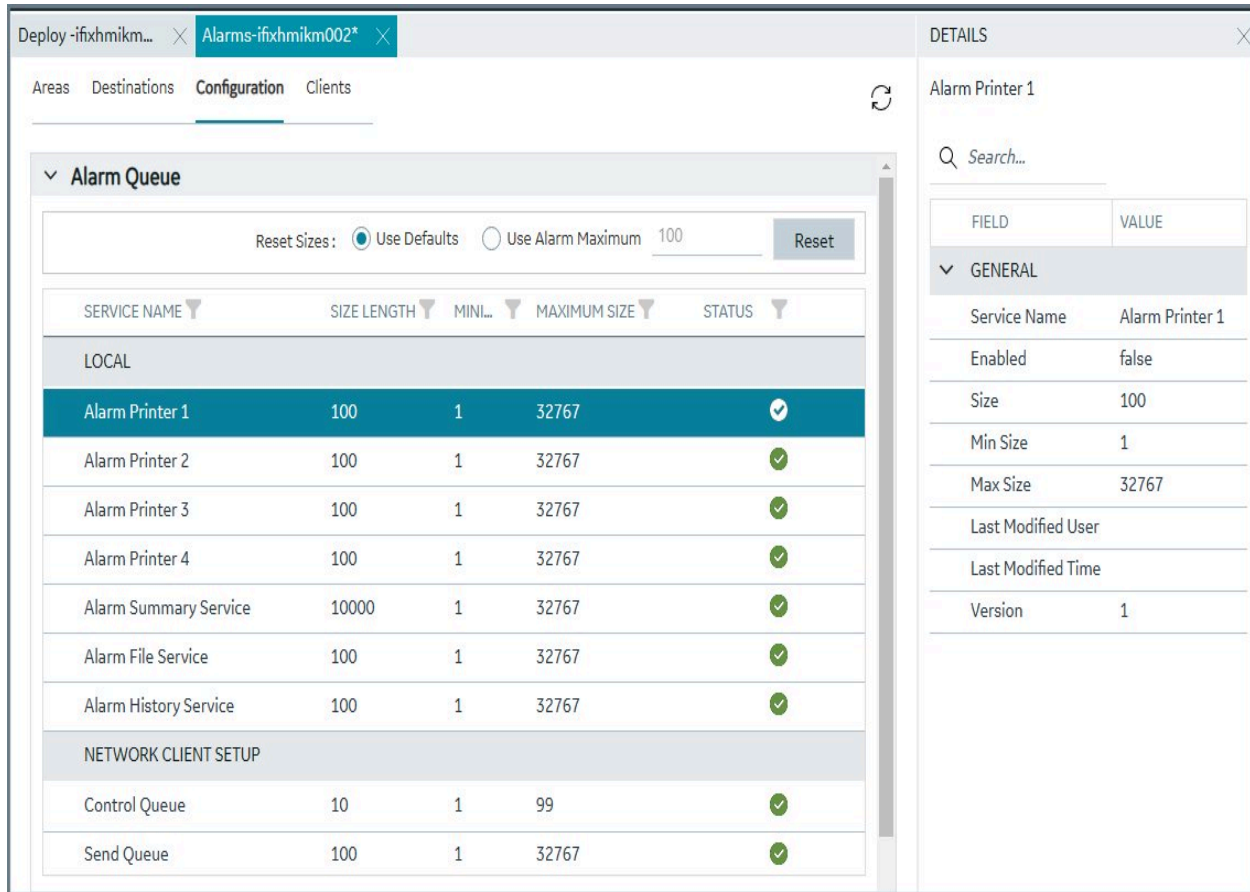 Deploy -ifixhmikm... Alarms-ifixhmikm002* DETAILS
Areas Destinations Configuration Clients
Alarm Printer 1
Search...
Alarm Queue
Reset Sizes : Use Defaults Use Alarm Maximum 100 Reset
SERVICE NAME SIZE LENGTH MINI... MAXIMUM SIZE STATUS
LOCAL
Alarm Printer 1 100 1 32767
Alarm Printer 2 100 1 32767
Alarm Printer 3 100 1 32767
Alarm Printer 4 100 1 32767
Alarm Summary Service 10000 1 32767
Alarm File Service 100 1 32767
Alarm History Service 100 1 32767
NETWORK CLIENT SETUP
Control Queue 10 1 99
Send Queue 100 1 32767
FIELD VALUE
GENERAL
Service Name Alarm Printer 1
Enabled false
Size 100
Min Size 1
Max Size 32767
Last Modified User
Last Modified Time
Version 1